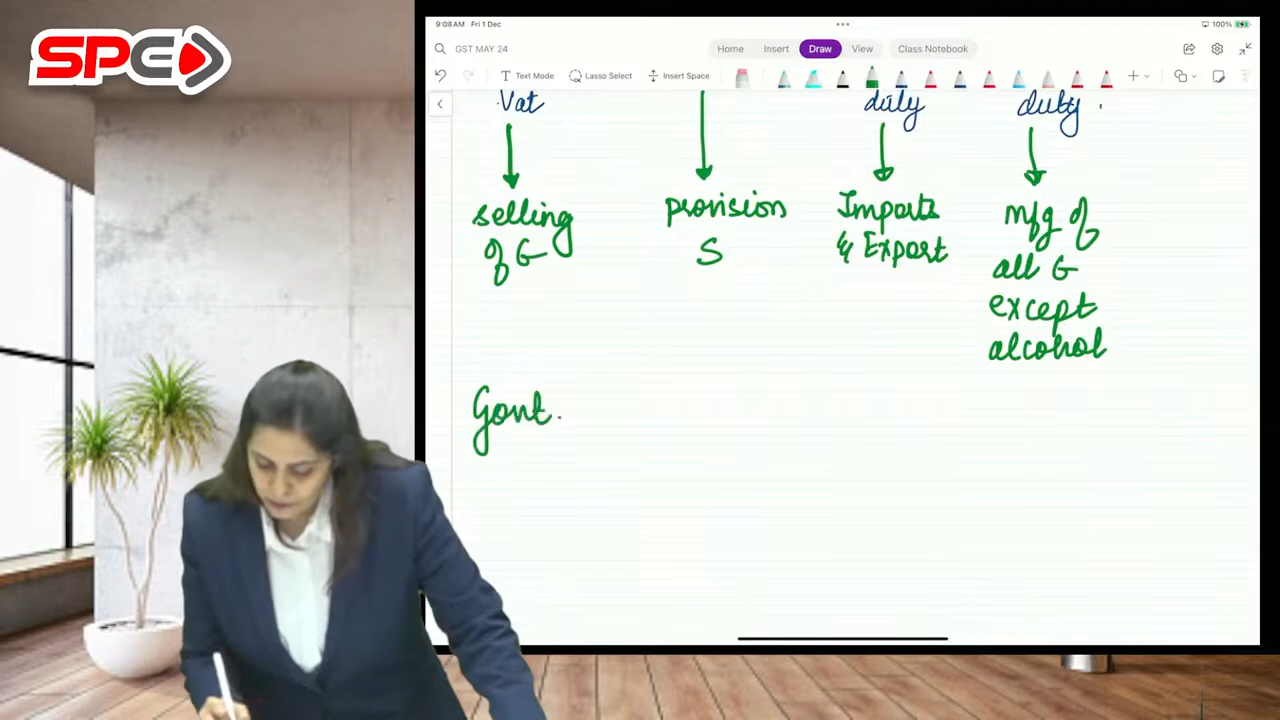 SPED
9:08 AM Fri 1 Dec
100%
GST MAY 24
Home Insert Draw View Class Notebook
Text Mode Lasso Select Insert Space
Vat duty duty
selling
of G
provision
S
Imports
& Export
mfg of
all G
except
alcohol
Govt.